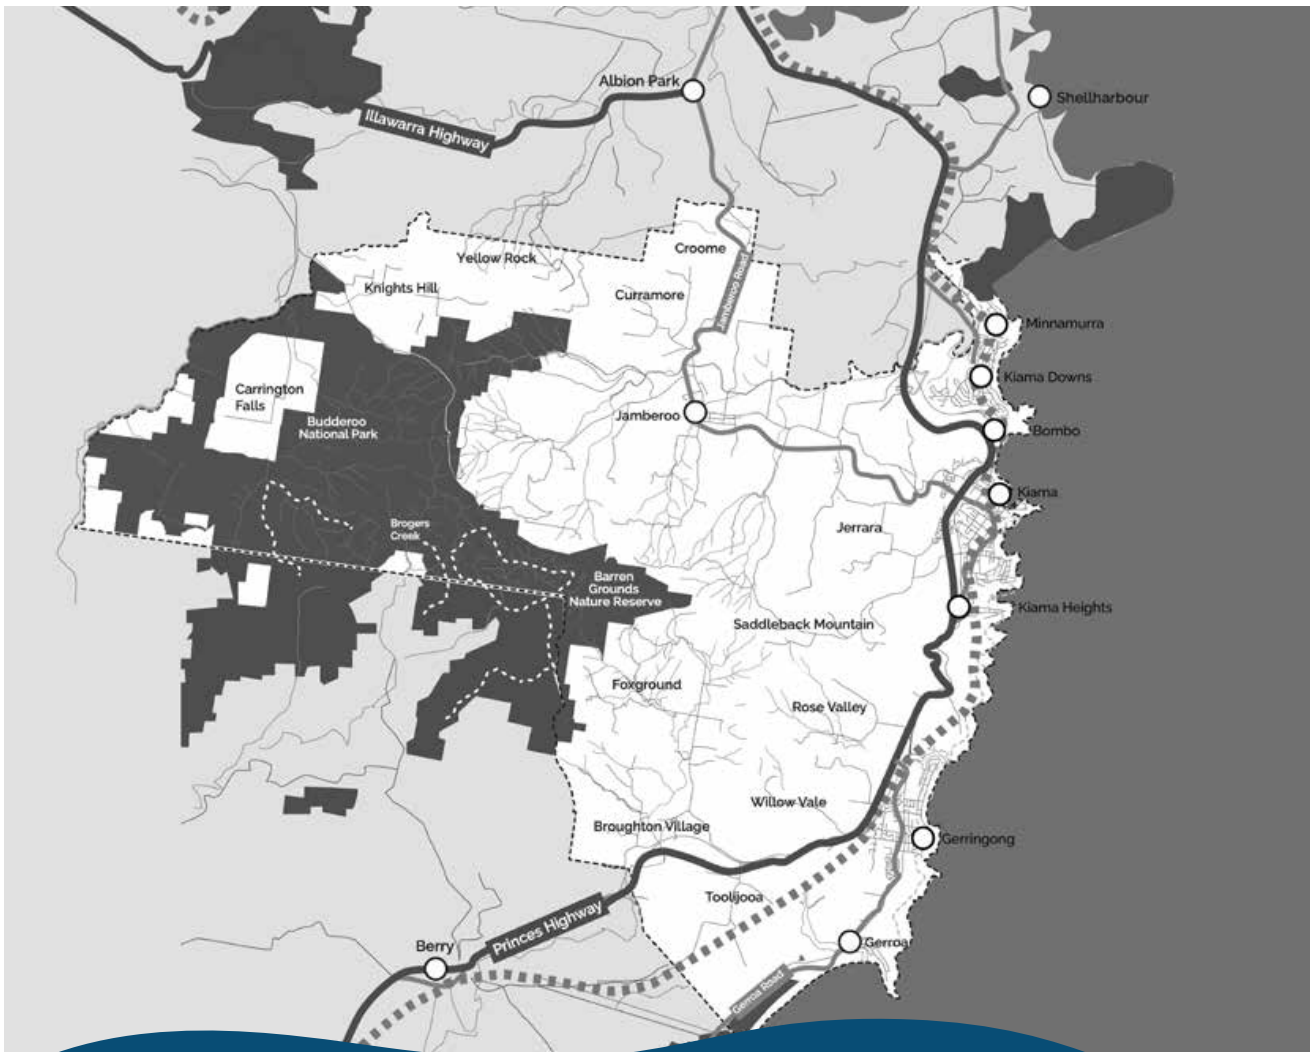 Albion Park
Shellharbour
Illawarra Highway
Croome
Yellow Rock
Jamberoo Road
Knights Hill
Curramore
Minnamurra
Kiama Downs
Carrington
Falls
Jamberoo
Budderoo
National Park
Bombo
Kiama
Brogers
Creek
Jerrara
Barren
Grounds
Nature Reserve
Kiama Heights
Saddleback Mountain
Foxground
Rose Valley
Willow Vale
Broughton Village
Gerringong
Toolijooa
Princes Highway
Berry
Gerroa
Gerroa Road